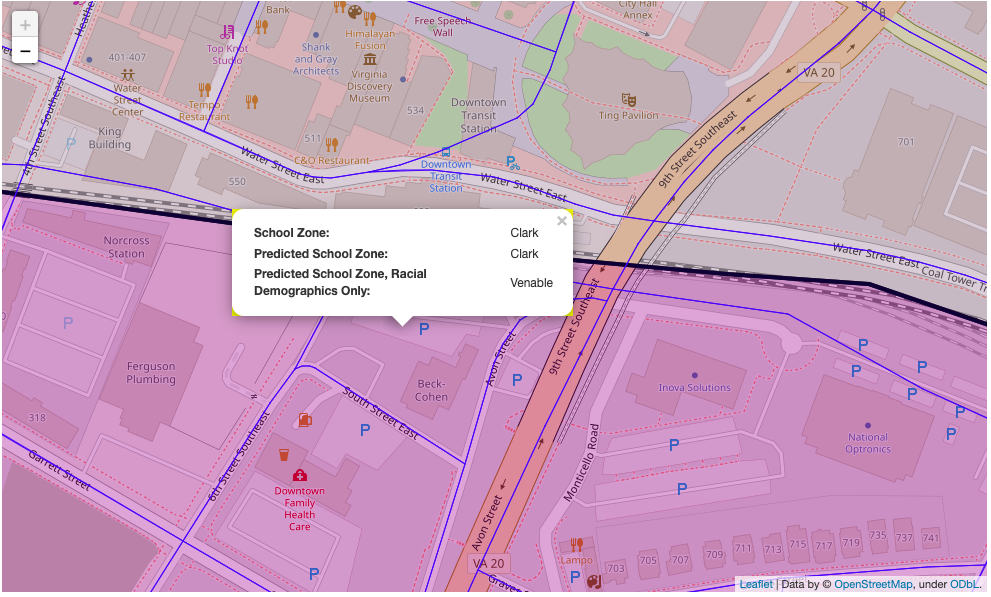 +
−
Heathe
Bank
City Hall
Annex
Free Speech
Wall
Top Knot
Studio
Himalayan
Fusion
Shank
and Gray
Architects
401-407
Water
Street
Center
Virginia
Discovery
Museum
VA 20
Tempo
Restaurant
534
Downtown
Transit
Station
Ting Pavilion
4th Street Southeast
P
King
Building
511
C&O Restaurant
9th Street Southeast
701
Water Street East
Downtown
Transit
Station
550
Water Street East
Water Street East
Coal Tower Tr
Norcross
Station
×
School Zone:
Clark
Predicted School Zone:
Clark
Predicted School Zone, Racial
Demographics Only:
Venable
P
P
9th Street Southeast
Avon Street
P
P
P
Ferguson
Plumbing
Beck-
Cohen
P
Inova Solutions
P
P
318
South Street East
P
P
National
Optronics
P
Garrett Street
6th Street Southeast
Monticello Road
P
Downtown
Family
Health
Care
P
Avon Street
VA 20
Lampo
P
P
Graves
703
705
707
709
711
713
715
717
719
735
737
741
Leaflet | Data by © OpenStreetMap, under ODbL.